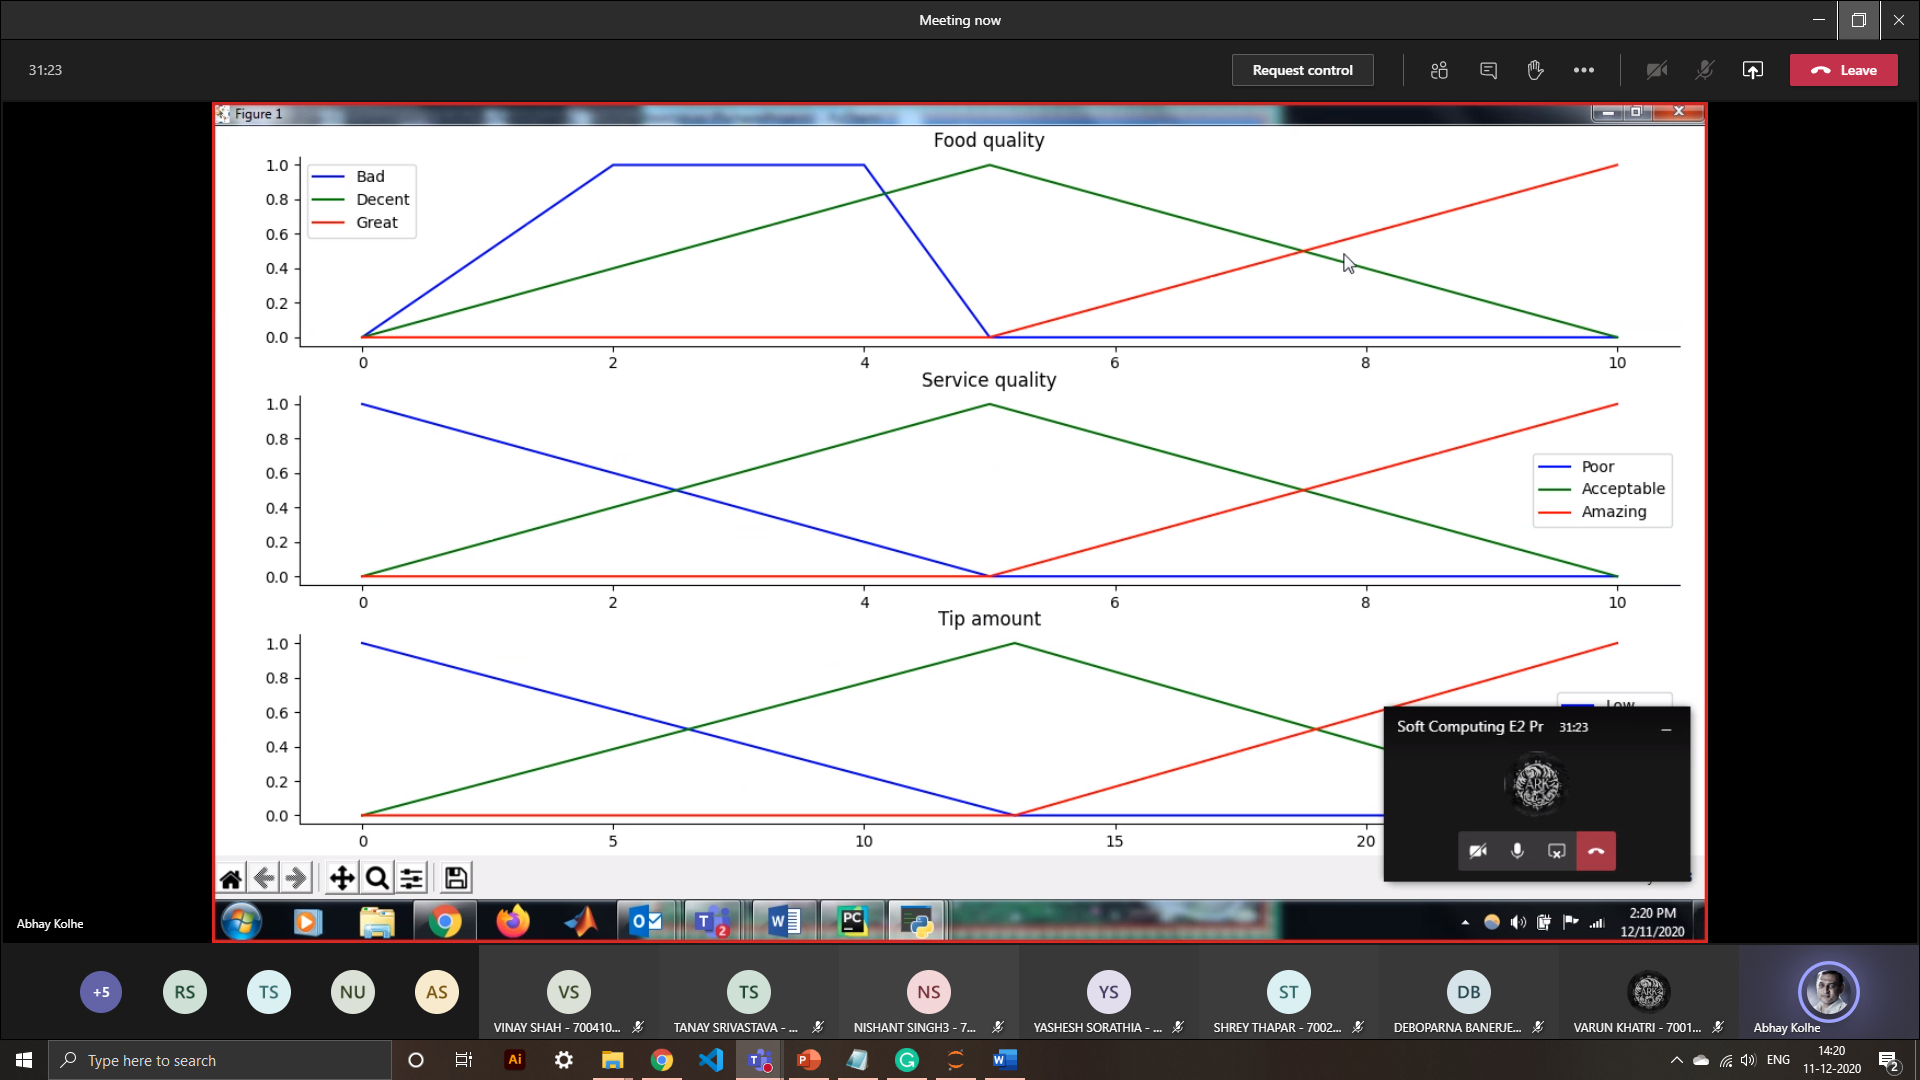 Meeting now
31:23
Request control
Leave
Figure 1
Food quality
1.0
0.8
0.6
0.4
0.2
0.0
Bad
Decent
Great
0 2 4 6 8 10
Service quality
1.0
0.8
0.6
0.4
0.2
0.0
Poor
Acceptable
Amazing
0 2 4 6 8 10
Tip amount
1.0
0.8
0.6
0.4
0.2
0.0
Low
0 5 10 15 20
Soft Computing E2 Pr 31:23
ARK
2
PC
2:20 PM
12/11/2020
Abhay Kolhe
+5 RS TS NU AS VS TS NS YS ST DB ARK
VINAY SHAH - 700410... TANAY SRIVASTAVA - ... NISHANT SINGH3 - 7... YASHESH SORATHIA - ... SHREY THAPAR - 7002... DEBOPARNA BANERJE... VARUN KHATRI - 7001... Abhay Kolhe
Type here to search
Ai
ENG
14:20
11-12-2020
2